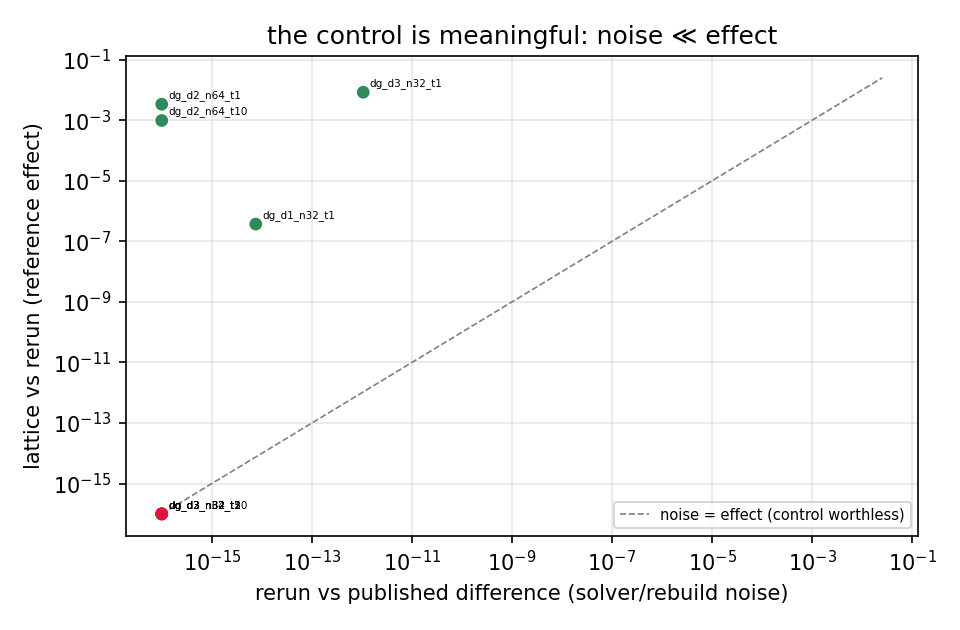 the control is meaningful: noise ≪ effect
lattice vs rerun (reference effect)
10⁻¹
10⁻³
10⁻⁵
10⁻⁷
10⁻⁹
10⁻¹¹
10⁻¹³
10⁻¹⁵
dg_d3_n32_t1
dg_d2_n64_t1
dg_d2_n64_t10
dg_d1_n32_t1
noise = effect (control worthless)
10⁻¹⁵ 10⁻¹³ 10⁻¹¹ 10⁻⁹ 10⁻⁷ 10⁻⁵ 10⁻³ 10⁻¹
rerun vs published difference (solver/rebuild noise)